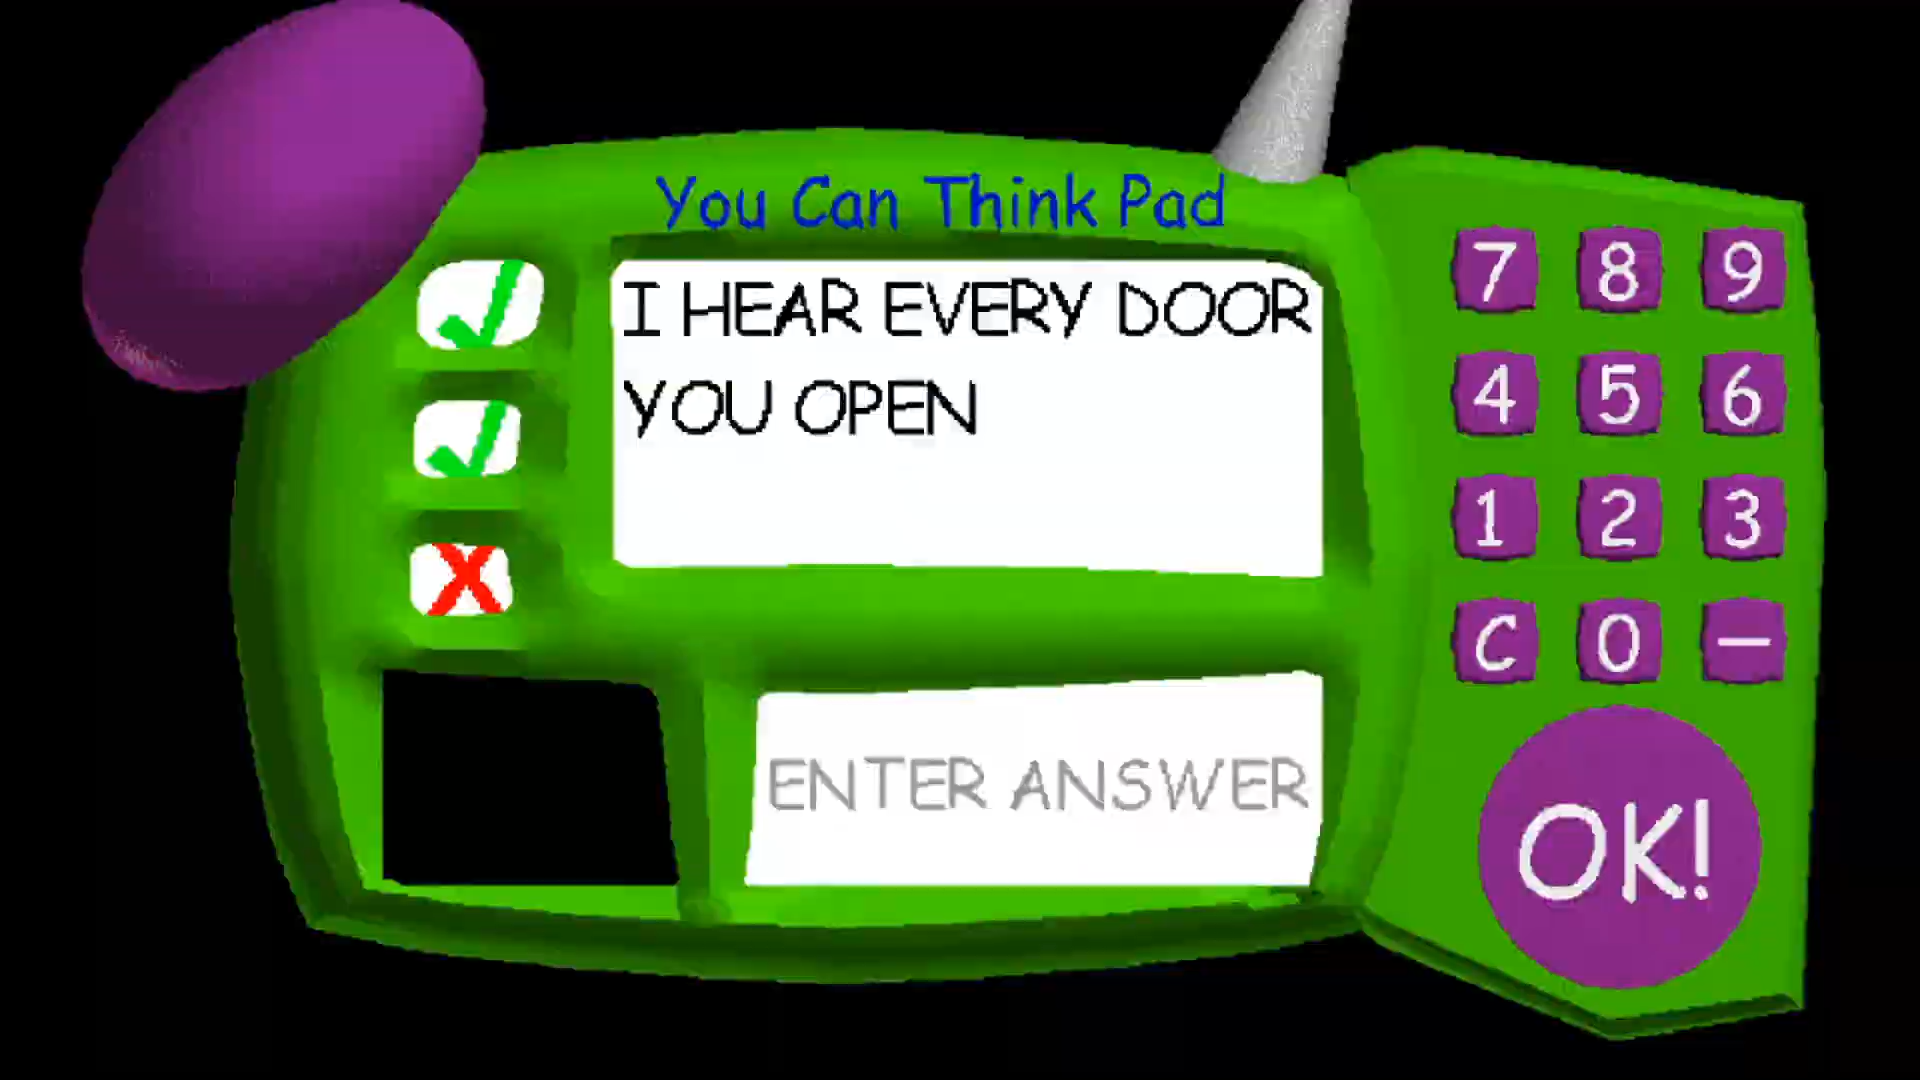 You Can Think Pad
I HEAR EVERY DOOR
YOU OPEN
ENTER ANSWER
7 8 9
4 5 6
1 2 3
C 0 −
OK!